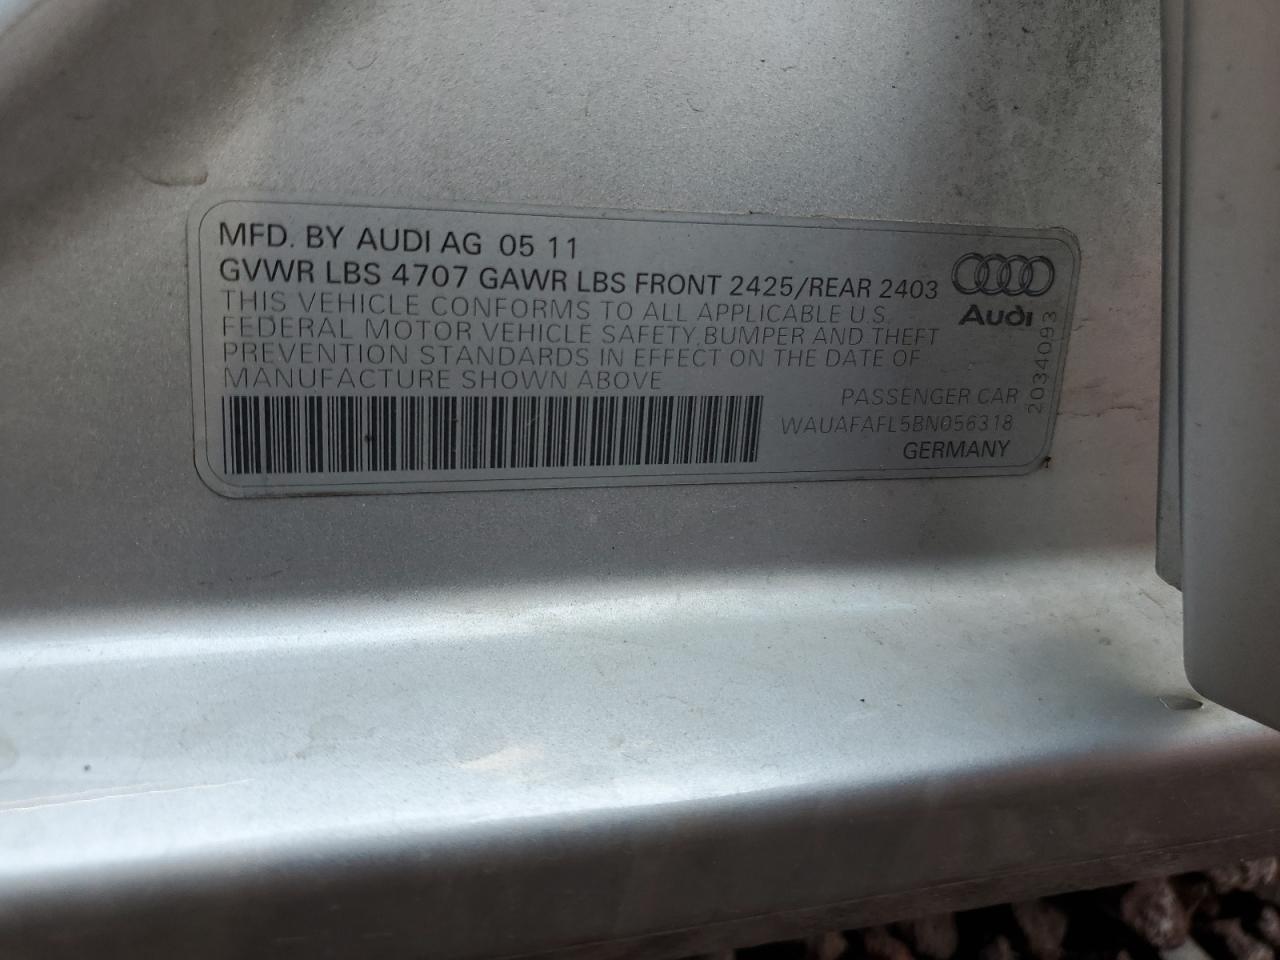 MFD. BY AUDI AG 05 11
GVWR LBS 4707 GAWR LBS FRONT 2425/REAR 2403
THIS VEHICLE CONFORMS TO ALL APPLICABLE U.S.
FEDERAL MOTOR VEHICLE SAFETY, BUMPER AND THEFT
PREVENTION STANDARDS IN EFFECT ON THE DATE OF
MANUFACTURE SHOWN ABOVE
Audi
2034093
PASSENGER CAR
WAUAFAFL5BN056318
GERMANY